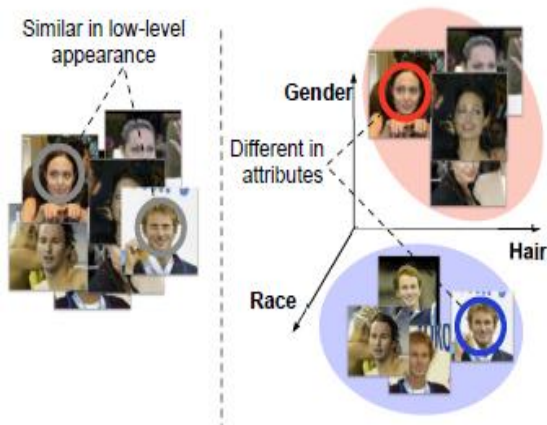 Similar in low-level
appearance
Gender
Different in
attributes
Hair
Race